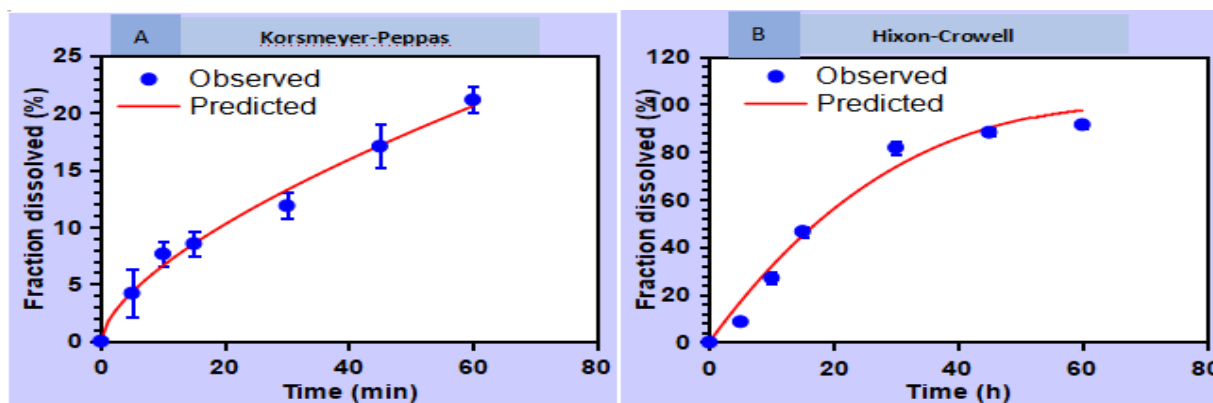 A
Korsmeyer-Peppas
25
20
15
10
5
0
Observed
Predicted
Fraction dissolved (%)
0
20
40
60
80
Time (min)
B
Hixon-Crowell
120
100
80
60
40
20
0
Observed
Predicted
Fraction dissolved (%)
0
20
40
60
80
Time (h)